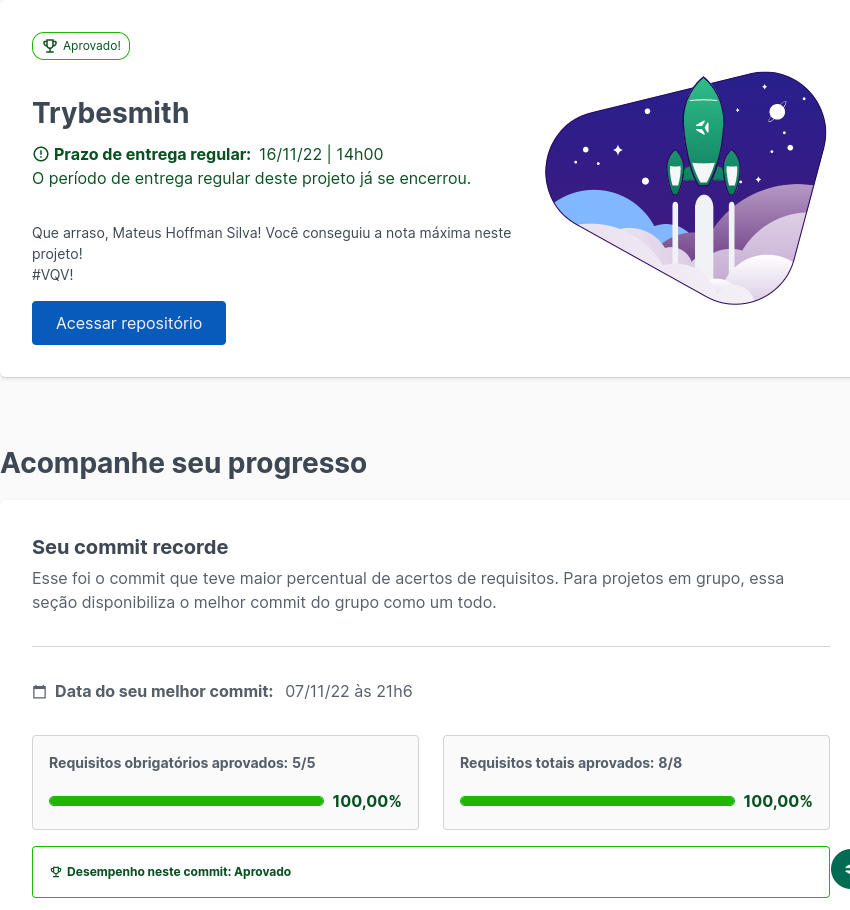 Aprovado!
Trybesmith
Prazo de entrega regular: 16/11/22 | 14h00
O período de entrega regular deste projeto já se encerrou.
Que arraso, Mateus Hoffman Silva! Você conseguiu a nota máxima neste
projeto!
#VQV!
Acessar repositório
Acompanhe seu progresso
Seu commit recorde
Esse foi o commit que teve maior percentual de acertos de requisitos. Para projetos em grupo, essa
seção disponibiliza o melhor commit do grupo como um todo.
Data do seu melhor commit: 07/11/22 às 21h6
Requisitos obrigatórios aprovados: 5/5
100,00%
Requisitos totais aprovados: 8/8
100,00%
Desempenho neste commit: Aprovado